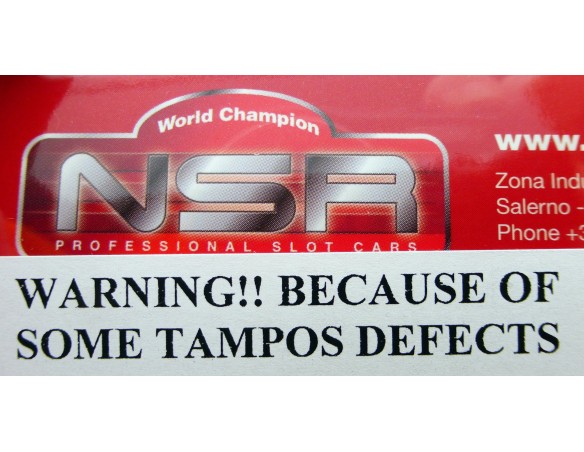 World Champion
NSR
PROFESSIONAL SLOT CARS
www.
Zona Indu
Salerno -
Phone +3
WARNING!! BECAUSE OF
SOME TAMPOS DEFECTS